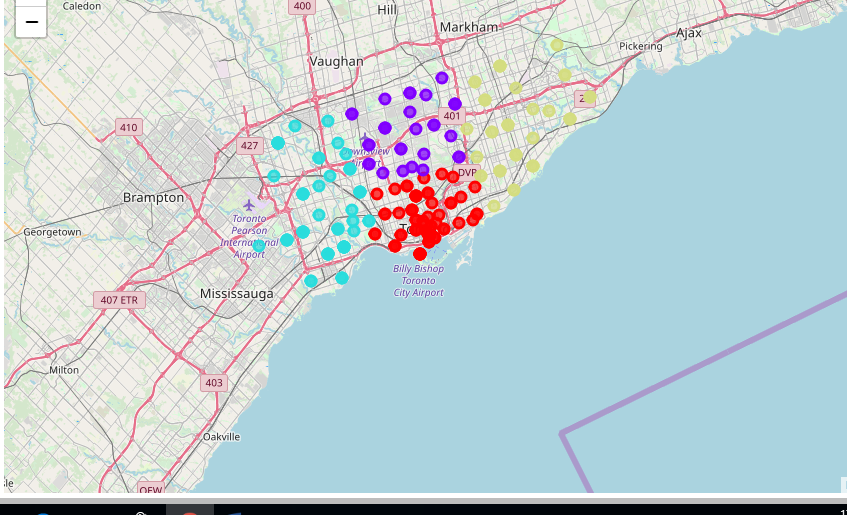 Caledon
400
Hill
Markham
Ajax
Pickering
Vaughan
2
401
410
427
Airport
DVP
Brampton
Toronto
Pearson
International
Airport
Georgetown
Billy Bishop
Toronto
City Airport
Mississauga
407 ETR
Milton
403
Oakville
QEW